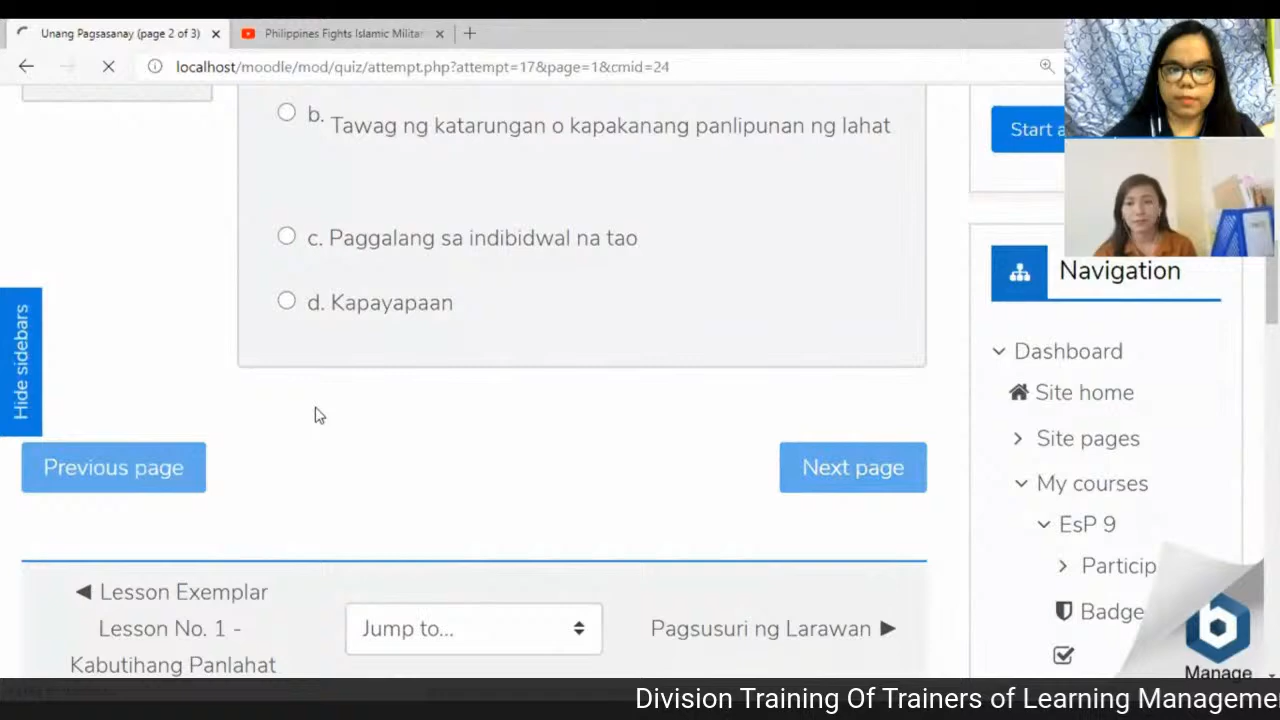 Unang Pagsasanay (page 2 of 3)
Philippines Fights Islamic Militar
localhost/moodle/mod/quiz/attempt.php?attempt=17&page=1&cmid=24
b. Tawag ng katarungan o kapakanang panlipunan ng lahat
Start a
c. Paggalang sa indibidwal na tao
Navigation
d. Kapayapaan
Hide sidebars
Dashboard
Site home
Site pages
Previous page
Next page
My courses
EsP 9
Particip
Lesson Exemplar
Lesson No. 1 -
Kabutihang Panlahat
Jump to...
Pagsusuri ng Larawan
Badge
Manage
Division Training Of Trainers of Learning Manageme